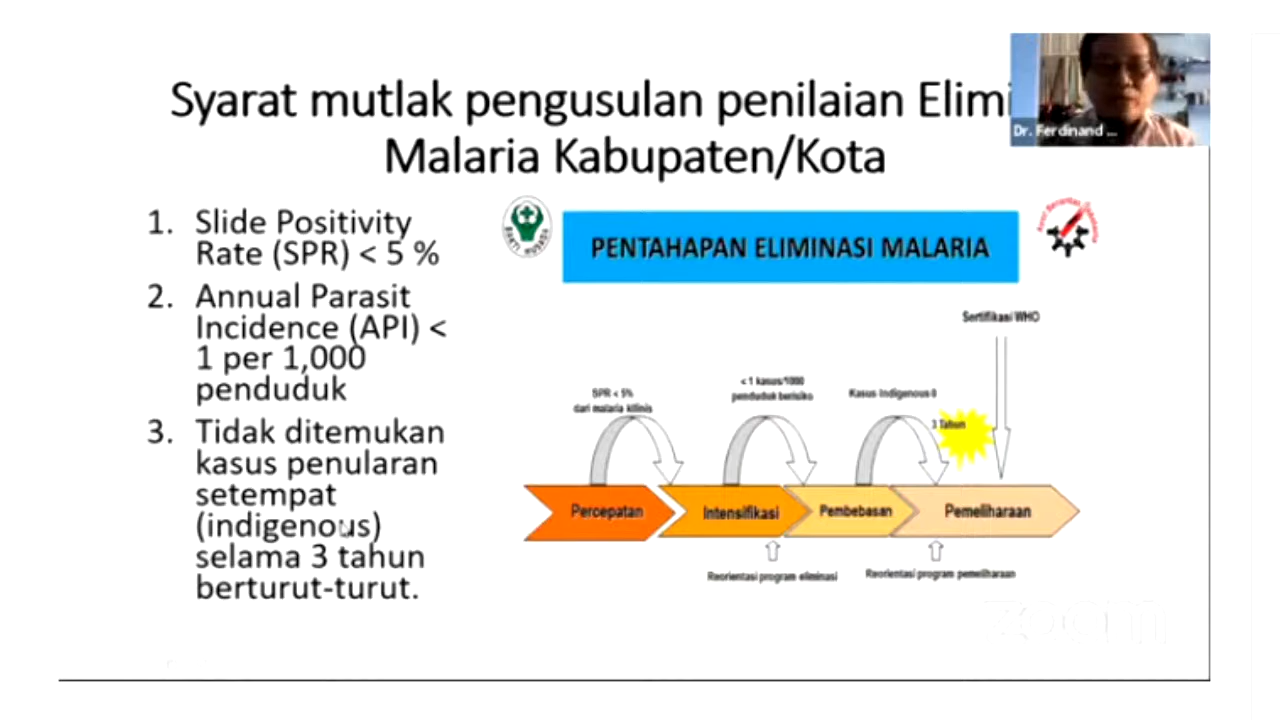 Syarat mutlak pengusulan penilaian Elimi
Malaria Kabupaten/Kota
Dr. Ferdinand ...
1. Slide Positivity
Rate (SPR) < 5 %
2. Annual Parasit
Incidence (API) <
1 per 1,000
penduduk
3. Tidak ditemukan
kasus penularan
setempat
(indigenous)
selama 3 tahun
berturut-turut.
BAKTI HUSADA
PENTAHAPAN ELIMINASI MALARIA
Sertifikasi WHO
SPR < 5%
dari malaria klinis
< 1 kasus/1000
penduduk berisiko
Kasus Indigenous 0
3 Tahun
Percepatan
Intensifikasi
Pembebasan
Pemeliharaan
Reorientasi program eliminasi
Reorientasi program pemeliharaan
zoom